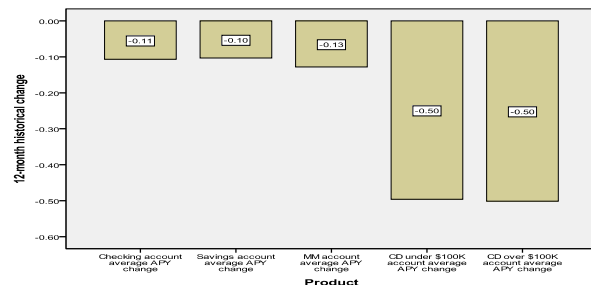 0.00
-0.10
-0.20
-0.30
-0.40
-0.50
-0.60
12-month historical change
-0.11
-0.10
-0.13
-0.50
-0.50
Checking account
average APY
change
Savings account
average APY
change
MM account
average APY
change
CD under $100K
account average
APY change
CD over $100K
account average
APY change
Product